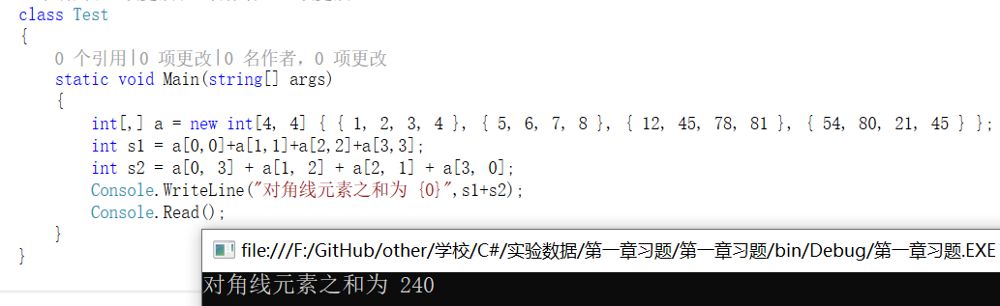 class Test
{
0 个引用|0 项更改|0 名作者，0 项更改
static void Main(string[] args)
{
int[,] a = new int[4, 4] { { 1, 2, 3, 4 }, { 5, 6, 7, 8 }, { 12, 45, 78, 81 }, { 54, 80, 21, 45 } };
int s1 = a[0,0]+a[1,1]+a[2,2]+a[3,3];
int s2 = a[0, 3] + a[1, 2] + a[2, 1] + a[3, 0];
Console.WriteLine("对角线元素之和为 {0}",s1+s2);
Console.Read();
}
}
file:///F:/GitHub/other/学校/C#/实验数据/第一章习题/第一章习题/bin/Debug/第一章习题.EXE
对角线元素之和为 240